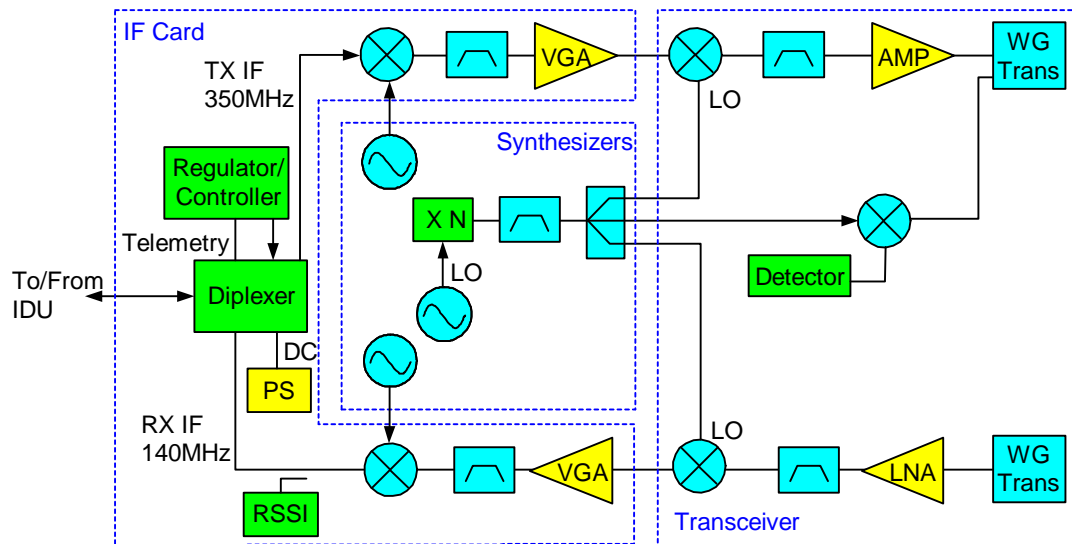 IF Card
TX IF
350MHz
VGA
LO
AMP
WG
Trans
Synthesizers
Regulator/
Controller
X N
Telemetry
LO
To/From
IDU
Diplexer
Detector
DC
PS
RX IF
140MHz
LO
VGA
LNA
WG
Trans
RSSI
Transceiver